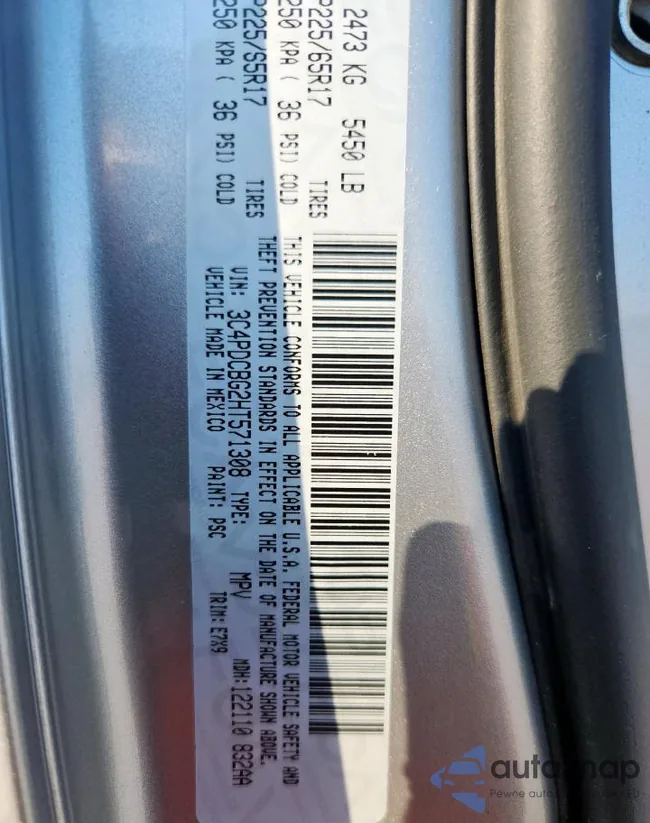 2473 KG 5450 LB
P225/65R17 TIRES
250 KPA ( 36 PSI) COLD
P225/65R17 TIRES
250 KPA ( 36 PSI) COLD
THIS VEHICLE CONFORMS TO ALL APPLICABLE U.S.A. FEDERAL MOTOR VEHICLE SAFETY AND
THEFT PREVENTION STANDARDS IN EFFECT ON THE DATE OF MANUFACTURE SHOWN ABOVE.
VIN: 3C4PDCBG2HT571308 TYPE: MPV MDH:122110 832AA
VEHICLE MADE IN MEXICO PAINT: PSC TRIM: E7X9